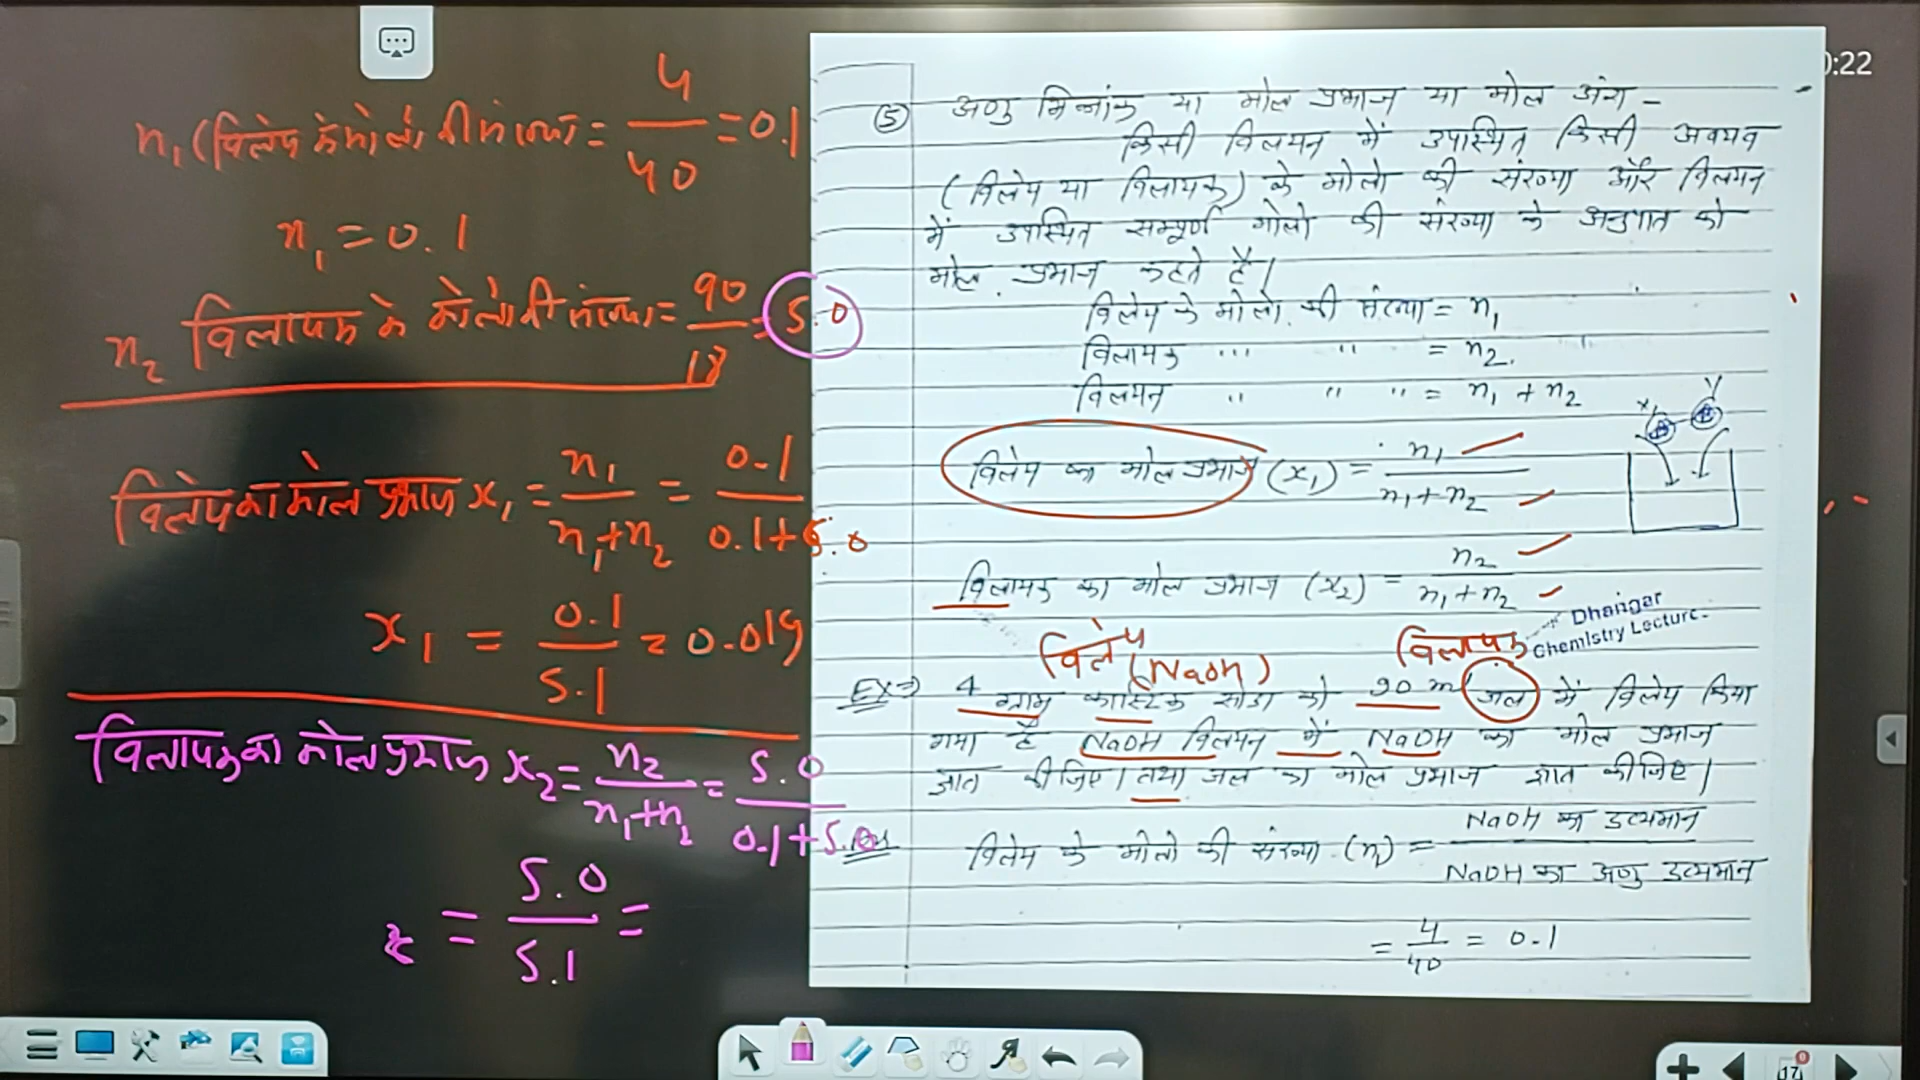 n₁ (विलेय के मोलो की संख्या) = 4/40 = 0.1
n₁ = 0.1
n₂ विलायक के मोलो की संख्या = 90/18 = 5.0
विलेय का मोल प्रभाज x₁ = n₁/n₁+n₂ = 0.1/0.1+5.0
x₁ = 0.1/5.1 = 0.019
विलायक का मोल प्रभाज x₂ = n₂/n₁+n₂ = 5.0/0.1+5.0
= 5.0/5.1 =
0:22
⑤ अणु भिन्नांक या मोल प्रभाज या मोल अंश -
किसी विलयन में उपस्थित किसी अवयव
(विलेय या विलायक) के मोलो की संख्या और विलयन
में उपस्थित सम्पूर्ण मोलो की संख्या के अनुपात को
मोल प्रभाज कहते है।
विलेय के मोलो की संख्या = n₁
विलायक ,,, ,, = n₂.
विलयन ,, ,, ,, = n₁ + n₂
x y
विलेय का मोल प्रभाज (x₁) = n₁/n₁+n₂
विलायक का मोल प्रभाज (x₂) = n₂/n₁+n₂
Dhangar
Chemistry Lecture.
विलेय विलायक
(NaOH)
EX⇒ 4 ग्राम कास्टिक सोडा को 90 ml जल में विलेय किया
गया है NaOH विलयन में NaOH का मोल प्रभाज
ज्ञात कीजिए। तथा जल का मोल प्रभाज ज्ञात कीजिए।
विलेय के मोलो की संख्या (n₁) = NaOH का द्रव्यमान/NaOH का अणु द्रव्यमान
= 4/40 = 0.1
17